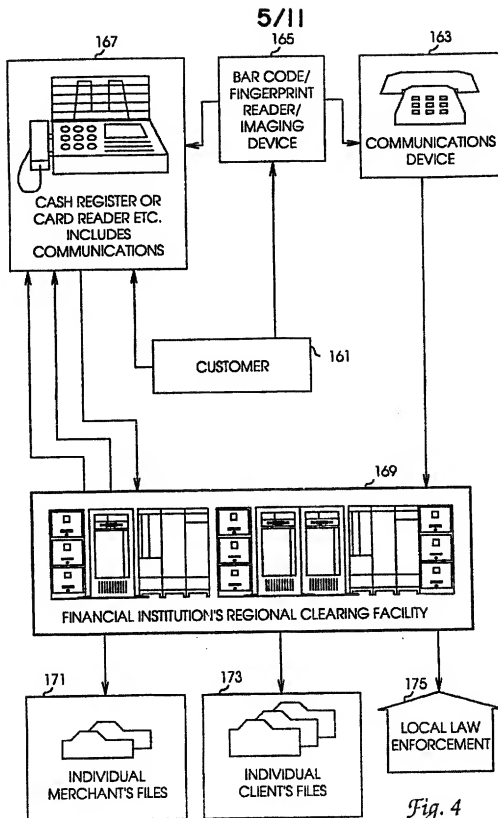 5/11
167
165
163
BAR CODE/
FINGERPRINT
READER/
IMAGING
DEVICE
COMMUNICATIONS
DEVICE
CASH REGISTER OR
CARD READER ETC.
INCLUDES
COMMUNICATIONS
CUSTOMER
161
169
FINANCIAL INSTITUTION'S REGIONAL CLEARING FACILITY
171
173
175
INDIVIDUAL
MERCHANT'S FILES
INDIVIDUAL
CLIENT'S FILES
LOCAL LAW
ENFORCEMENT
Fig. 4